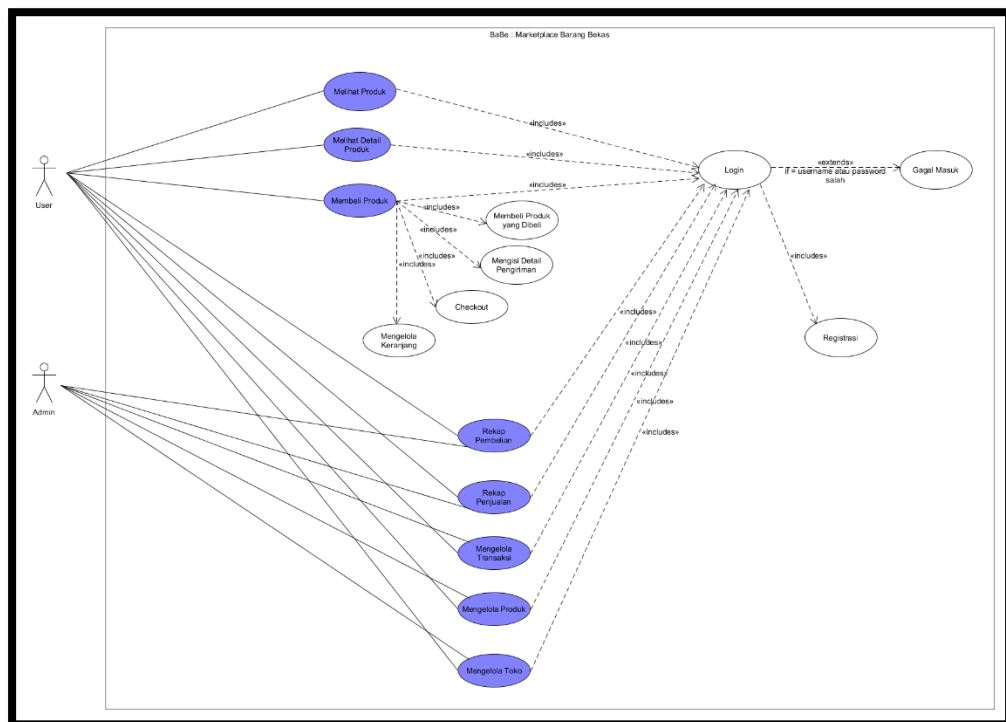 BaBe : Marketplace Barang Bekas
Melihat Produk
«includes»
Melihat Detail
Produk
«includes»
Login
«extends»
if = username atau password
salah
Gagal Masuk
User
Membeli Produk
«includes»
«includes»
Membeli Produk
yang Dibeli
«includes»
Mengisi Detail
Pengiriman
«includes»
«includes»
Checkout
Mengelola
Keranjang
«includes»
Registrasi
«includes»
«includes»
«includes»
«includes»
«includes»
Admin
Rekap
Pembelian
Rekap
Penjualan
Mengelola
Transaksi
Mengelola Produk
Mengelola Toko